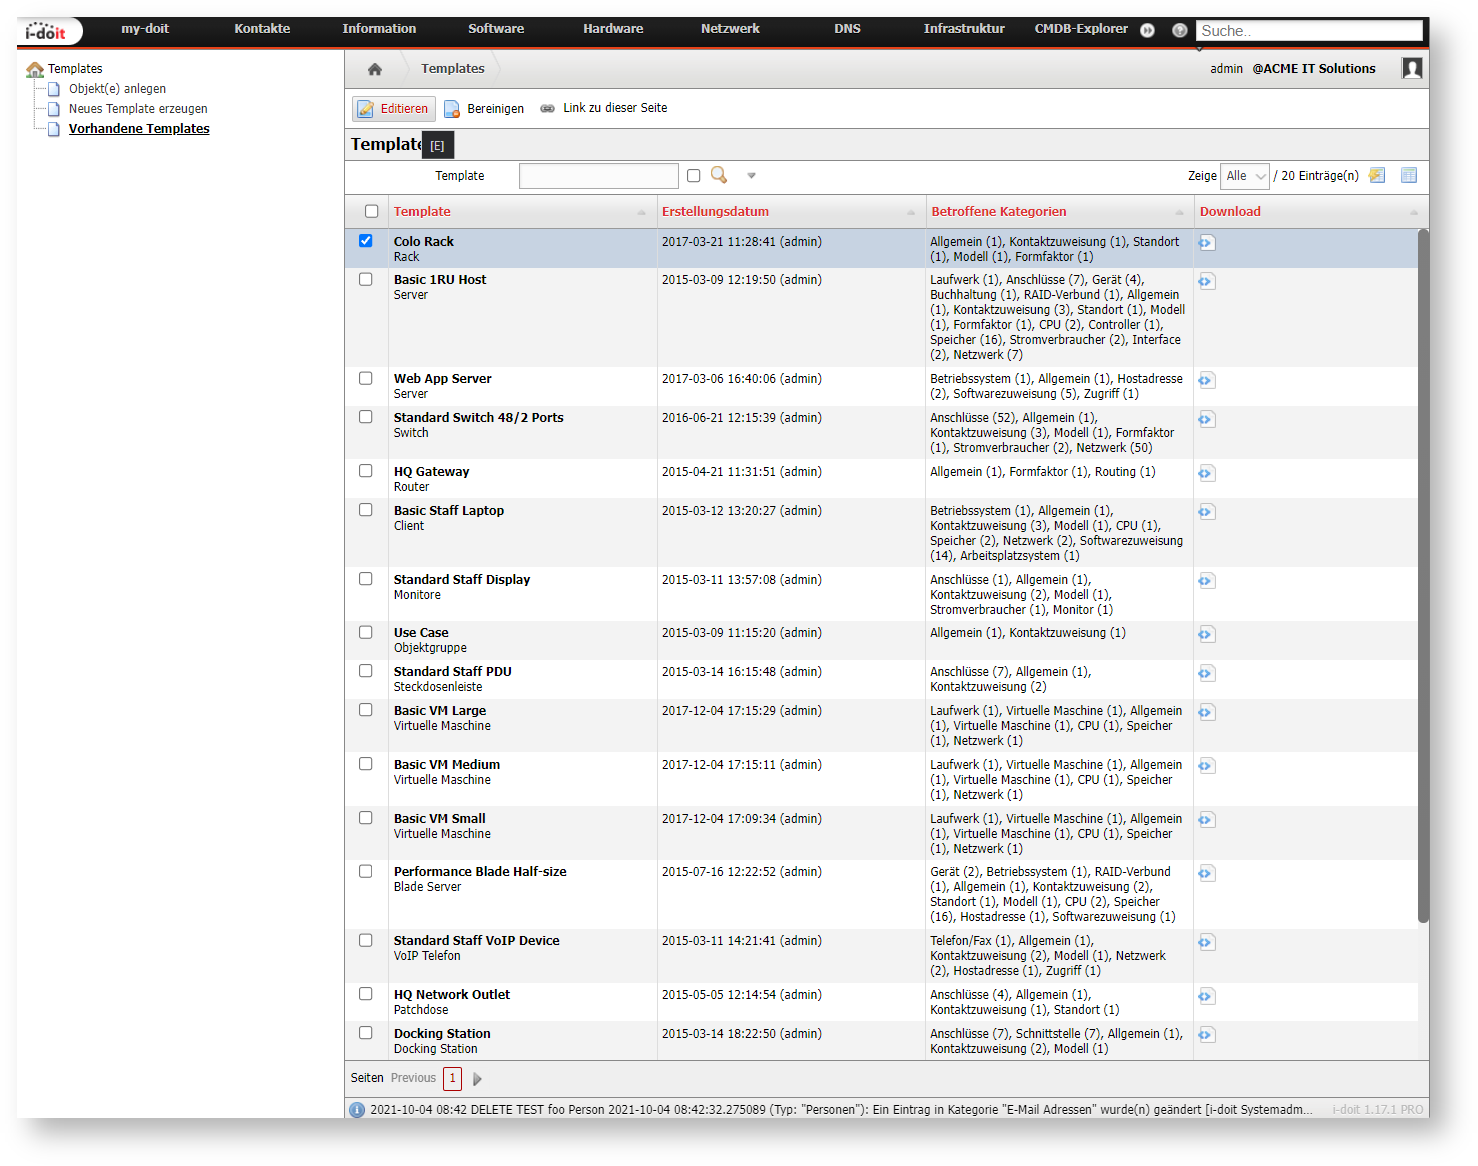 i-doit my-doit Kontakte Information Software Hardware Netzwerk DNS Infrastruktur CMDB-Explorer Suche..
Templates
Objekt(e) anlegen
Neues Template erzeugen
Vorhandene Templates
Templates admin @ACME IT Solutions
Editieren Bereinigen Link zu dieser Seite
Template [E]
Template Zeige Alle / 20 Einträge(n)
Template Erstellungsdatum Betroffene Kategorien Download
Colo Rack 2017-03-21 11:28:41 (admin) Allgemein (1), Kontaktzuweisung (1), Standort
Rack (1), Modell (1), Formfaktor (1)
Basic 1RU Host 2015-03-09 12:19:50 (admin) Laufwerk (1), Anschlüsse (7), Gerät (4),
Server Buchhaltung (1), RAID-Verbund (1), Allgemein
(1), Kontaktzuweisung (3), Standort (1), Modell
(1), Formfaktor (1), CPU (2), Controller (1),
Speicher (16), Stromverbraucher (2), Interface
(2), Netzwerk (7)
Web App Server 2017-03-06 16:40:06 (admin) Betriebssystem (1), Allgemein (1), Hostadresse
Server (2), Softwarezuweisung (5), Zugriff (1)
Standard Switch 48/2 Ports 2016-06-21 12:15:39 (admin) Anschlüsse (52), Allgemein (1),
Switch Kontaktzuweisung (3), Modell (1), Formfaktor
(1), Stromverbraucher (2), Netzwerk (50)
HQ Gateway 2015-04-21 11:31:51 (admin) Allgemein (1), Formfaktor (1), Routing (1)
Router
Basic Staff Laptop 2015-03-12 13:20:27 (admin) Betriebssystem (1), Allgemein (1),
Client Kontaktzuweisung (3), Modell (1), CPU (1),
Speicher (2), Netzwerk (2), Softwarezuweisung
(14), Arbeitsplatzsystem (1)
Standard Staff Display 2015-03-11 13:57:08 (admin) Anschlüsse (1), Allgemein (1),
Monitore Kontaktzuweisung (2), Modell (1),
Stromverbraucher (1), Monitor (1)
Use Case 2015-03-09 11:15:20 (admin) Allgemein (1), Kontaktzuweisung (1)
Objektgruppe
Standard Staff PDU 2015-03-14 16:15:48 (admin) Anschlüsse (7), Allgemein (1),
Steckdosenleiste Kontaktzuweisung (2)
Basic VM Large 2017-12-04 17:15:29 (admin) Laufwerk (1), Virtuelle Maschine (1), Allgemein
Virtuelle Maschine (1), Virtuelle Maschine (1), CPU (1), Speicher
(1), Netzwerk (1)
Basic VM Medium 2017-12-04 17:15:11 (admin) Laufwerk (1), Virtuelle Maschine (1), Allgemein
Virtuelle Maschine (1), Virtuelle Maschine (1), CPU (1), Speicher
(1), Netzwerk (1)
Basic VM Small 2017-12-04 17:09:34 (admin) Laufwerk (1), Virtuelle Maschine (1), Allgemein
Virtuelle Maschine (1), Virtuelle Maschine (1), CPU (1), Speicher
(1), Netzwerk (1)
Performance Blade Half-size 2015-07-16 12:22:52 (admin) Gerät (2), Betriebssystem (1), RAID-Verbund
Blade Server (1), Allgemein (1), Kontaktzuweisung (2),
Standort (1), Modell (1), CPU (2), Speicher
(16), Hostadresse (1), Softwarezuweisung (1)
Standard Staff VoIP Device 2015-03-11 14:21:41 (admin) Telefon/Fax (1), Allgemein (1),
VoIP Telefon Kontaktzuweisung (2), Modell (1), Netzwerk
(2), Hostadresse (1), Zugriff (1)
HQ Network Outlet 2015-05-05 12:14:54 (admin) Anschlüsse (4), Allgemein (1),
Patchdose Kontaktzuweisung (1), Standort (1)
Docking Station 2015-03-14 18:22:50 (admin) Anschlüsse (7), Schnittstelle (7), Allgemein (1),
Docking Station Kontaktzuweisung (2), Modell (1)
Seiten Previous 1
2021-10-04 08:42 DELETE TEST foo Person 2021-10-04 08:42:32.275089 (Typ: "Personen"): Ein Eintrag in Kategorie "E-Mail Adressen" wurde(n) geändert [i-doit Systemadm... i-doit 1.17.1 PRO